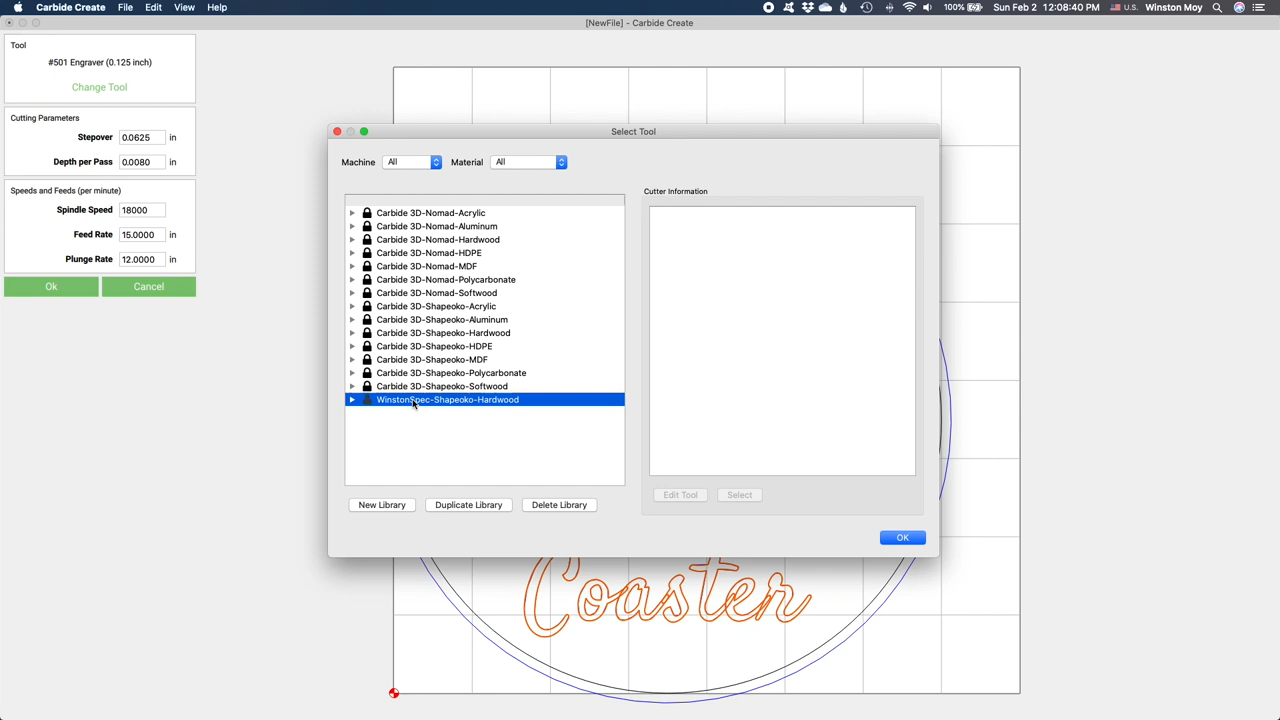 Carbide Create File Edit View Help
100% Sun Feb 2 12:08:40 PM U.S. Winston Moy
[NewFile] - Carbide Create
Tool
#501 Engraver (0.125 inch)
Change Tool
Cutting Parameters
Stepover 0.0625 in
Depth per Pass 0.0080 in
Speeds and Feeds (per minute)
Spindle Speed 18000
Feed Rate 15.0000 in
Plunge Rate 12.0000 in
Ok Cancel
Select Tool
Machine All Material All
Cutter Information
Carbide 3D-Nomad-Acrylic
Carbide 3D-Nomad-Aluminum
Carbide 3D-Nomad-Hardwood
Carbide 3D-Nomad-HDPE
Carbide 3D-Nomad-MDF
Carbide 3D-Nomad-Polycarbonate
Carbide 3D-Nomad-Softwood
Carbide 3D-Shapeoko-Acrylic
Carbide 3D-Shapeoko-Aluminum
Carbide 3D-Shapeoko-Hardwood
Carbide 3D-Shapeoko-HDPE
Carbide 3D-Shapeoko-MDF
Carbide 3D-Shapeoko-Polycarbonate
Carbide 3D-Shapeoko-Softwood
WinstonSpec-Shapeoko-Hardwood
Edit Tool Select
New Library Duplicate Library Delete Library
OK
Coaster